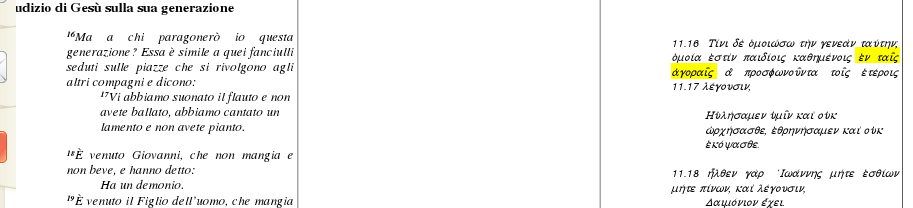 udizio di Gesù sulla sua generazione
¹⁶Ma a chi paragonerò io questa
generazione? Essa è simile a quei fanciulli
seduti sulle piazze che si rivolgono agli
altri compagni e dicono:
¹⁷Vi abbiamo suonato il flauto e non
avete ballato, abbiamo cantato un
lamento e non avete pianto.
¹⁸È venuto Giovanni, che non mangia e
non beve, e hanno detto:
Ha un demonio.
¹⁹È venuto il Figlio dell'uomo, che mangia
11.16 Τίνι δὲ ὁμοιώσω τὴν γενεὰν ταύτην;
ὁμοία ἐστὶν παιδίοις καθημένοις ἐν ταῖς
ἀγοραῖς ἃ προσφωνοῦντα τοῖς ἑτέροις
11.17 λέγουσιν,
Ηὐλήσαμεν ὑμῖν καὶ οὐκ
ὠρχήσασθε, ἐθρηνήσαμεν καὶ οὐκ
ἐκόψασθε.
11.18 ἦλθεν γὰρ Ἰωάννης μήτε ἐσθίων
μήτε πίνων, καὶ λέγουσιν,
Δαιμόνιον ἔχει.